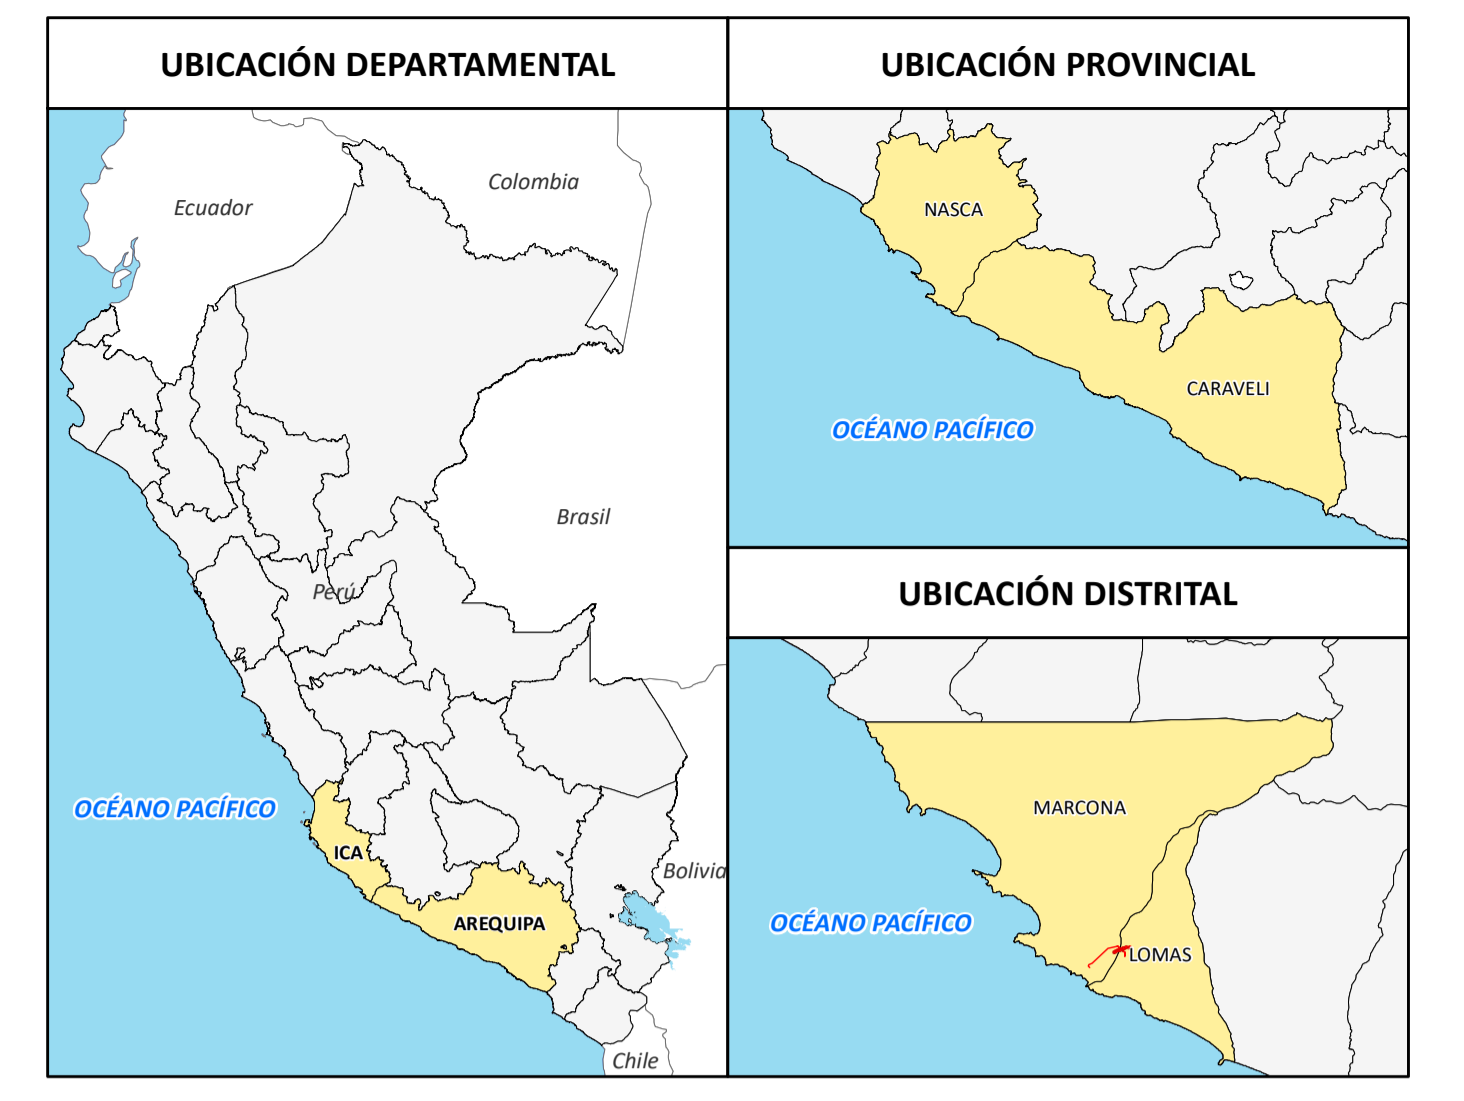 UBICACIÓN DEPARTAMENTAL
Ecuador
Colombia
Brasil
Perú
OCÉANO PACÍFICO
ICA
AREQUIPA
Bolivia
Chile
UBICACIÓN PROVINCIAL
NASCA
CARAVELI
OCÉANO PACÍFICO
UBICACIÓN DISTRITAL
MARCONA
OCÉANO PACÍFICO
LOMAS